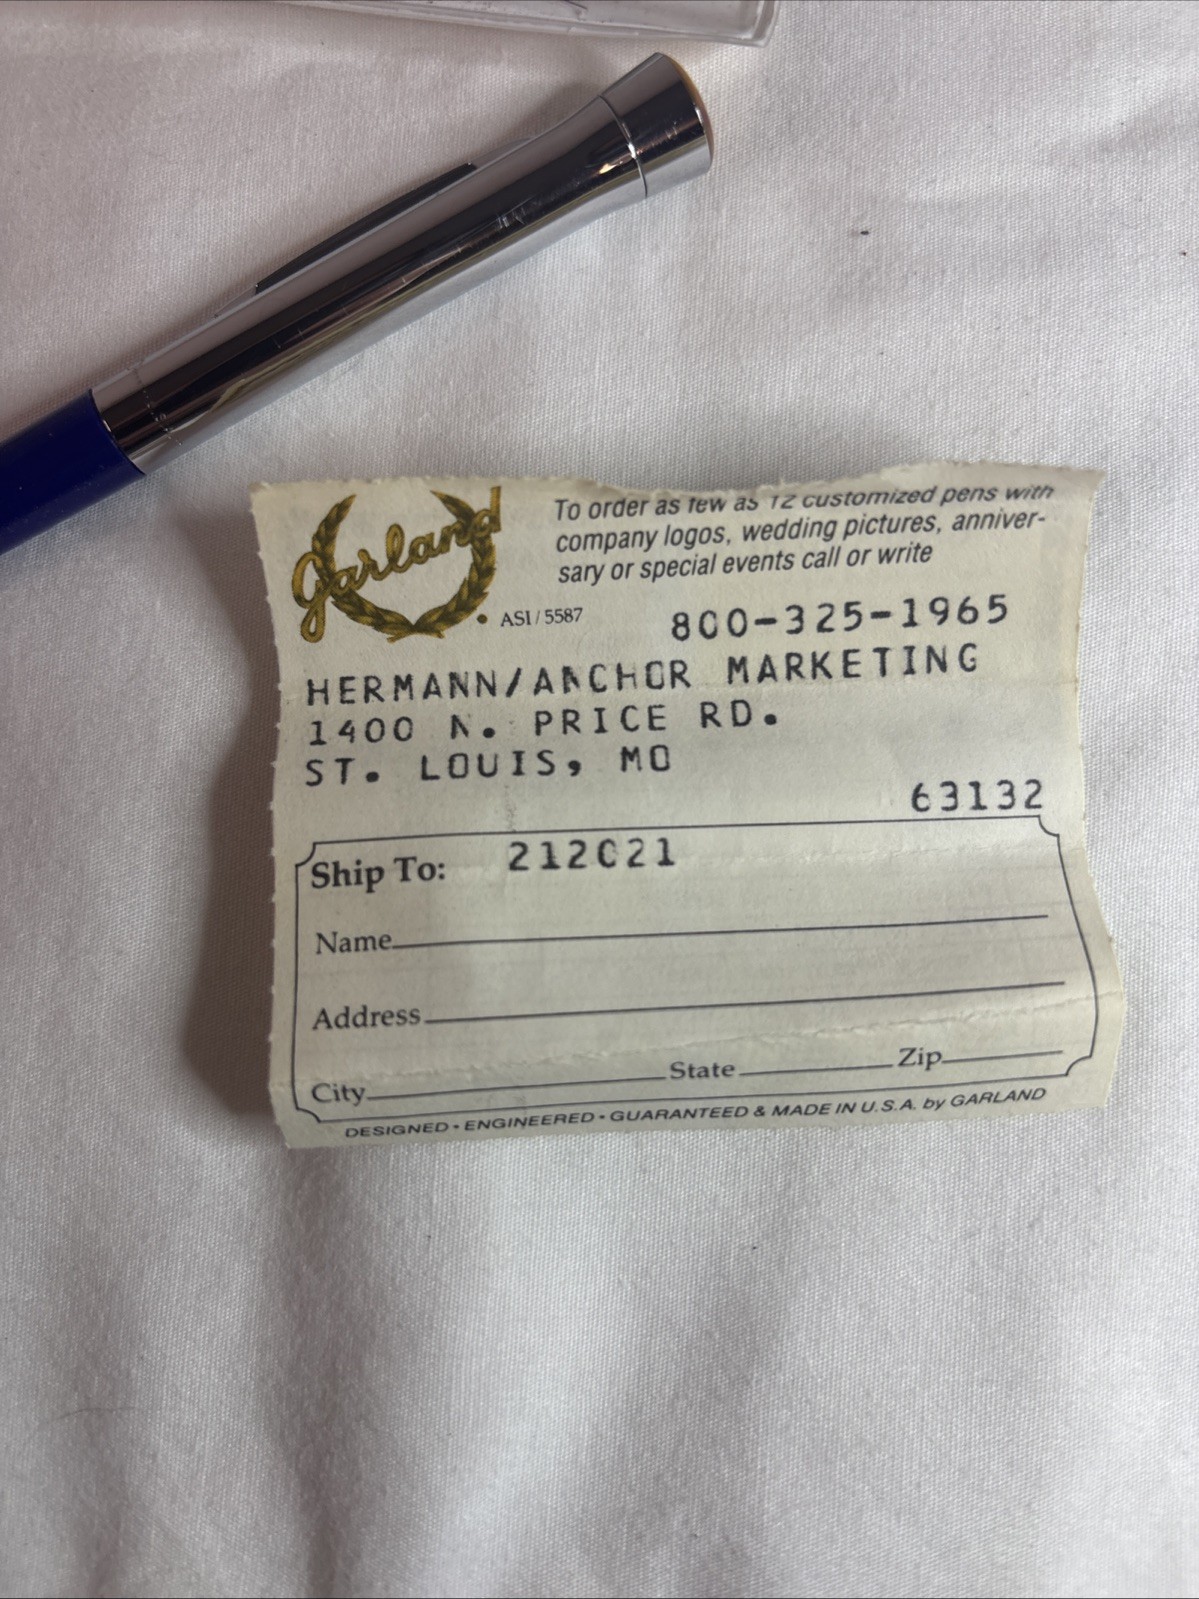 Garland
To order as few as 12 customized pens with
company logos, wedding pictures, anniver-
sary or special events call or write
ASI/5587
800-325-1965
HERMANN/ANCHOR MARKETING
1400 N. PRICE RD.
ST. LOUIS, MO
63132
Ship To: 212021
Name
Address
City State Zip
DESIGNED • ENGINEERED • GUARANTEED & MADE IN U.S.A. by GARLAND